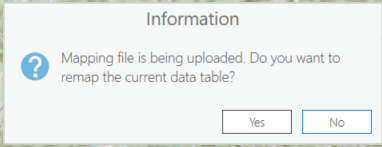 Information
Mapping file is being uploaded. Do you want to
remap the current data table?
Yes No